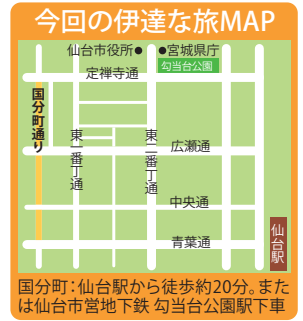 今回の伊達な旅MAP
仙台市役所●
●宮城県庁
勾当台公園
定禅寺通
国分町通り
東一番丁通
東二番丁通
広瀬通
中央通
青葉通
仙台駅
国分町:仙台駅から徒歩約20分。また
は仙台市営地下鉄 勾当台公園駅下車